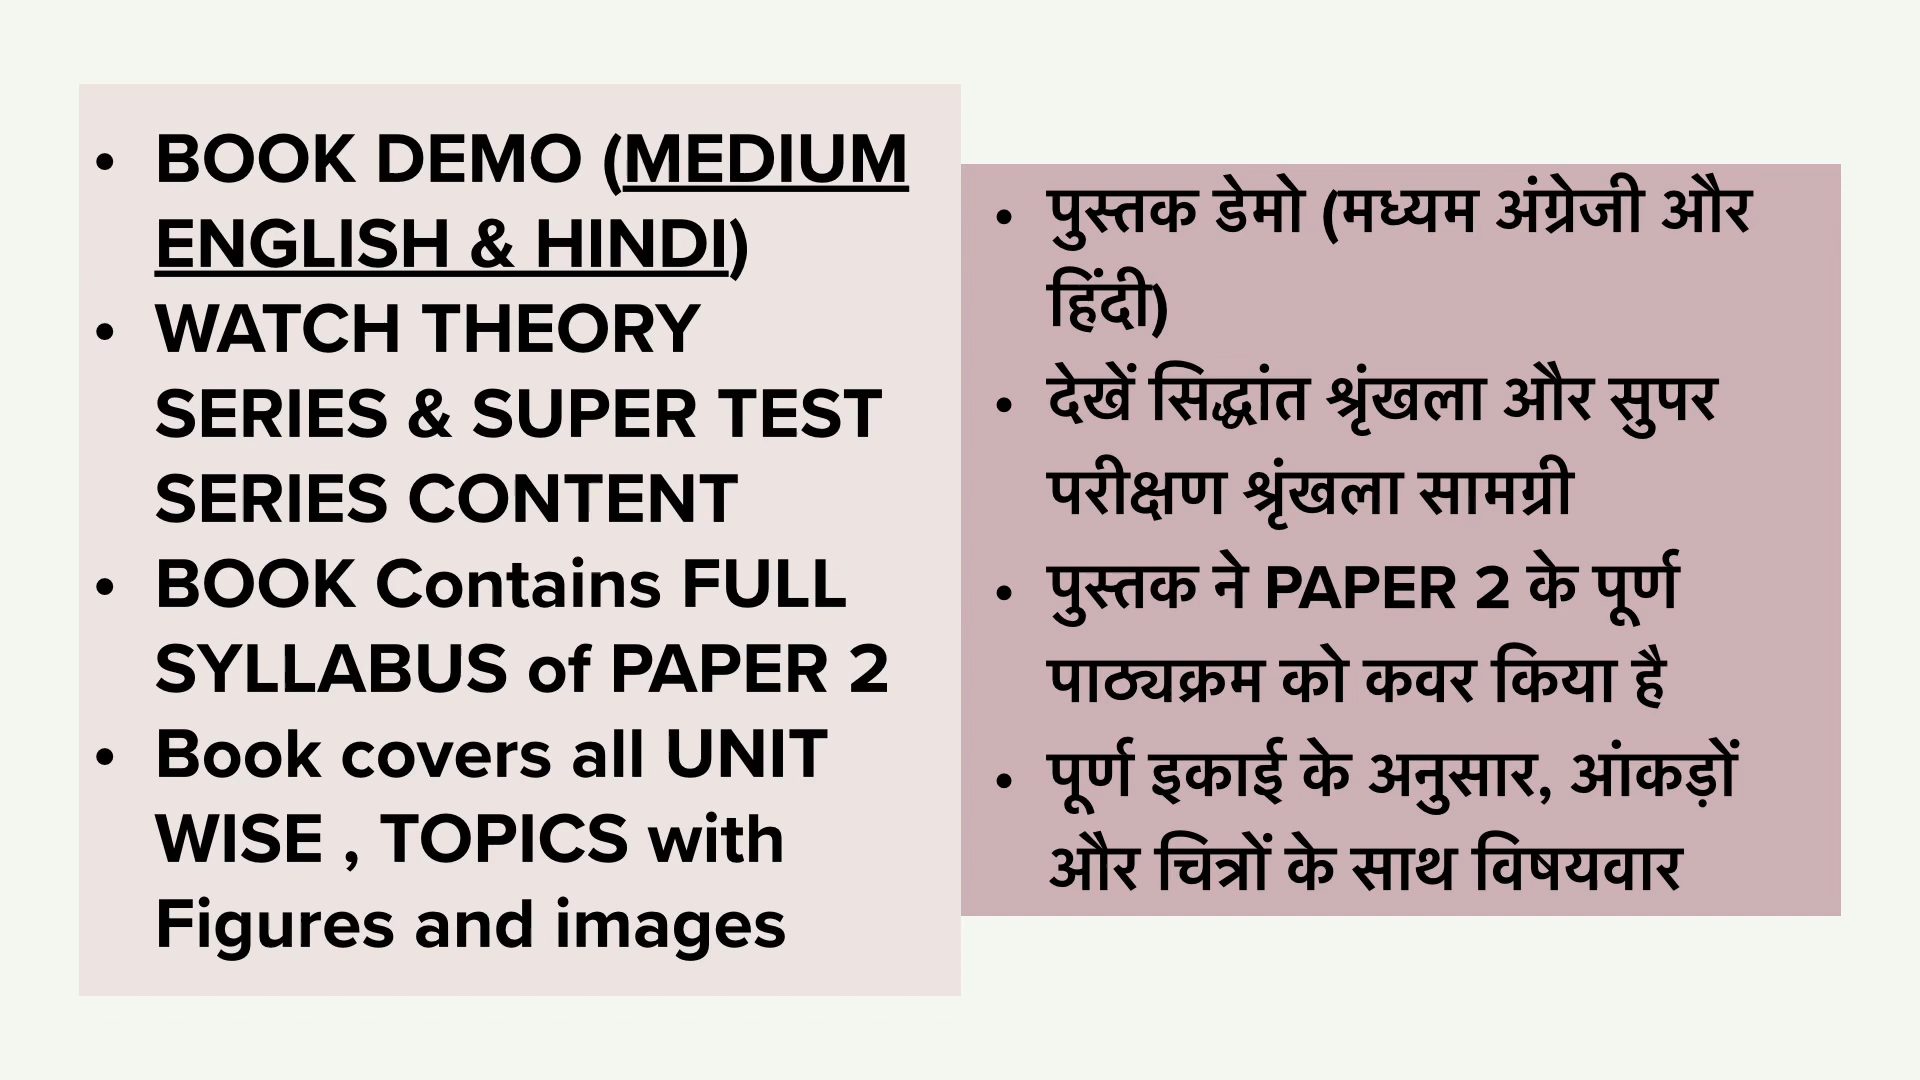 • BOOK DEMO (MEDIUM
ENGLISH & HINDI)
• WATCH THEORY
SERIES & SUPER TEST
SERIES CONTENT
• BOOK Contains FULL
SYLLABUS of PAPER 2
• Book covers all UNIT
WISE , TOPICS with
Figures and images
• पुस्तक डेमो (मध्यम अंग्रेजी और
हिंदी)
• देखें सिद्धांत श्रृंखला और सुपर
परीक्षण श्रृंखला सामग्री
• पुस्तक ने PAPER 2 के पूर्ण
पाठ्यक्रम को कवर किया है
• पूर्ण इकाई के अनुसार, आंकड़ों
और चित्रों के साथ विषयवार